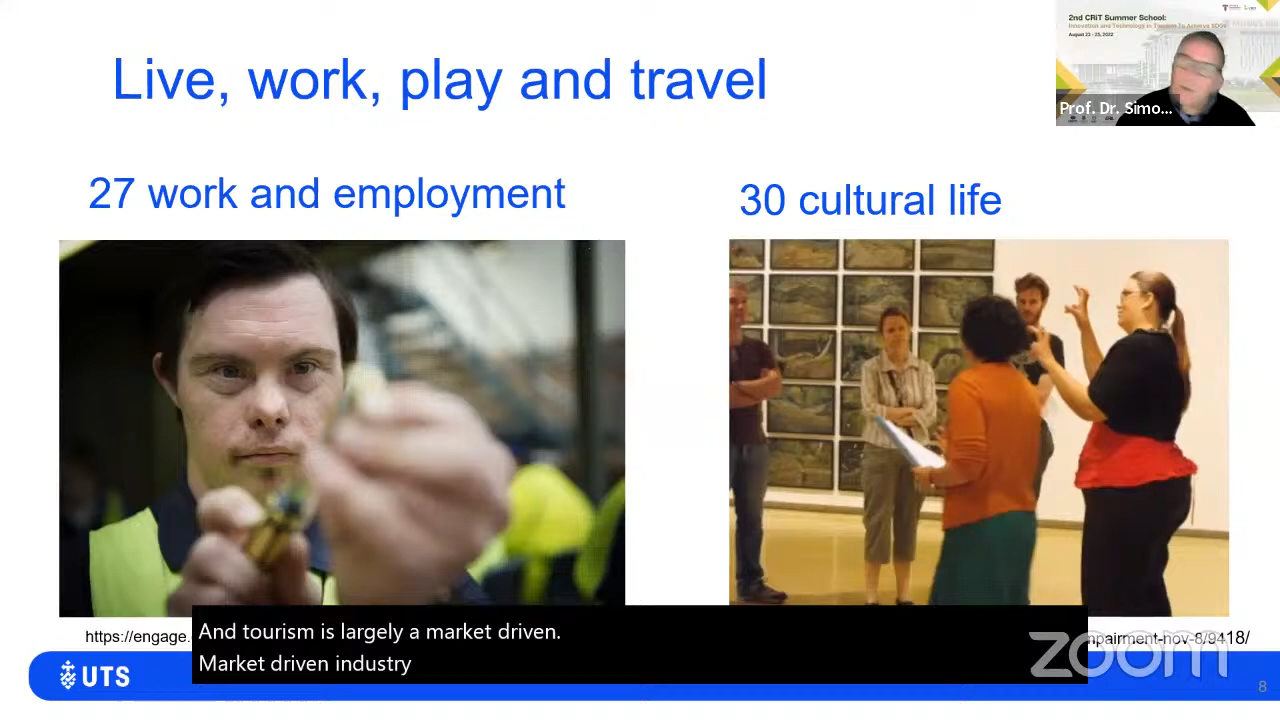 Live, work, play and travel
2nd CRiT Summer School:
Innovation and Technology in Tourism To Achieve SDGs
August 23 - 25, 2022
Prof. Dr. Simo...
27 work and employment
30 cultural life
https://engage.
And tourism is largely a market driven.
Market driven industry
mpairment-nov-8/9418/
zoom
UTS
8